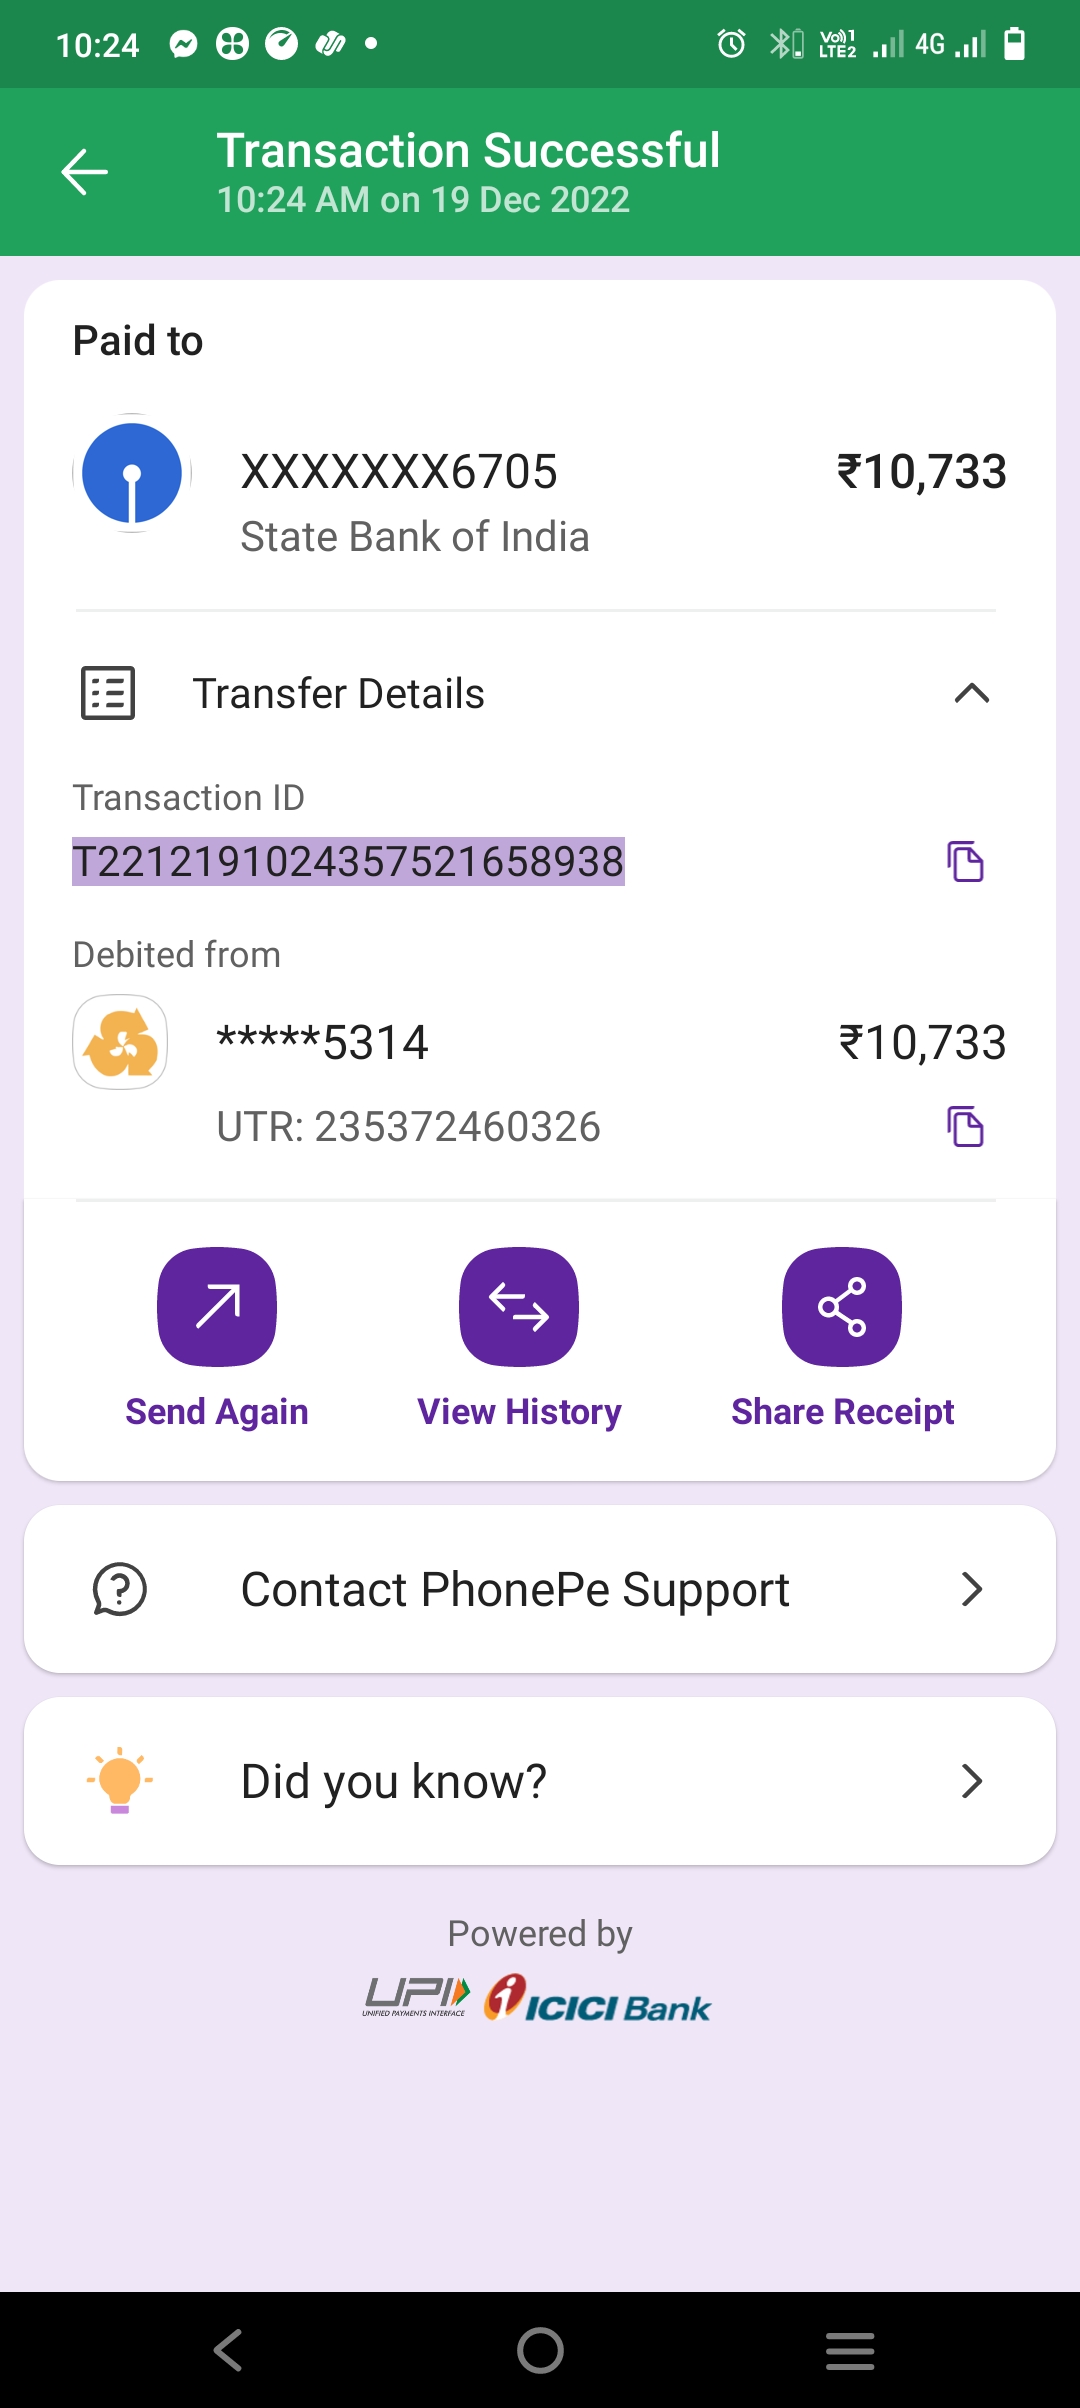 10:24
Vo)) 1
LTE2
4G
Transaction Successful
10:24 AM on 19 Dec 2022
Paid to
XXXXXXX6705
₹10,733
State Bank of India
Transfer Details
Transaction ID
T2212191024357521658938
Debited from
*****5314
₹10,733
UTR: 235372460326
Send Again
View History
Share Receipt
Contact PhonePe Support
Did you know?
Powered by
UPI
UNIFIED PAYMENTS INTERFACE
ICICI Bank